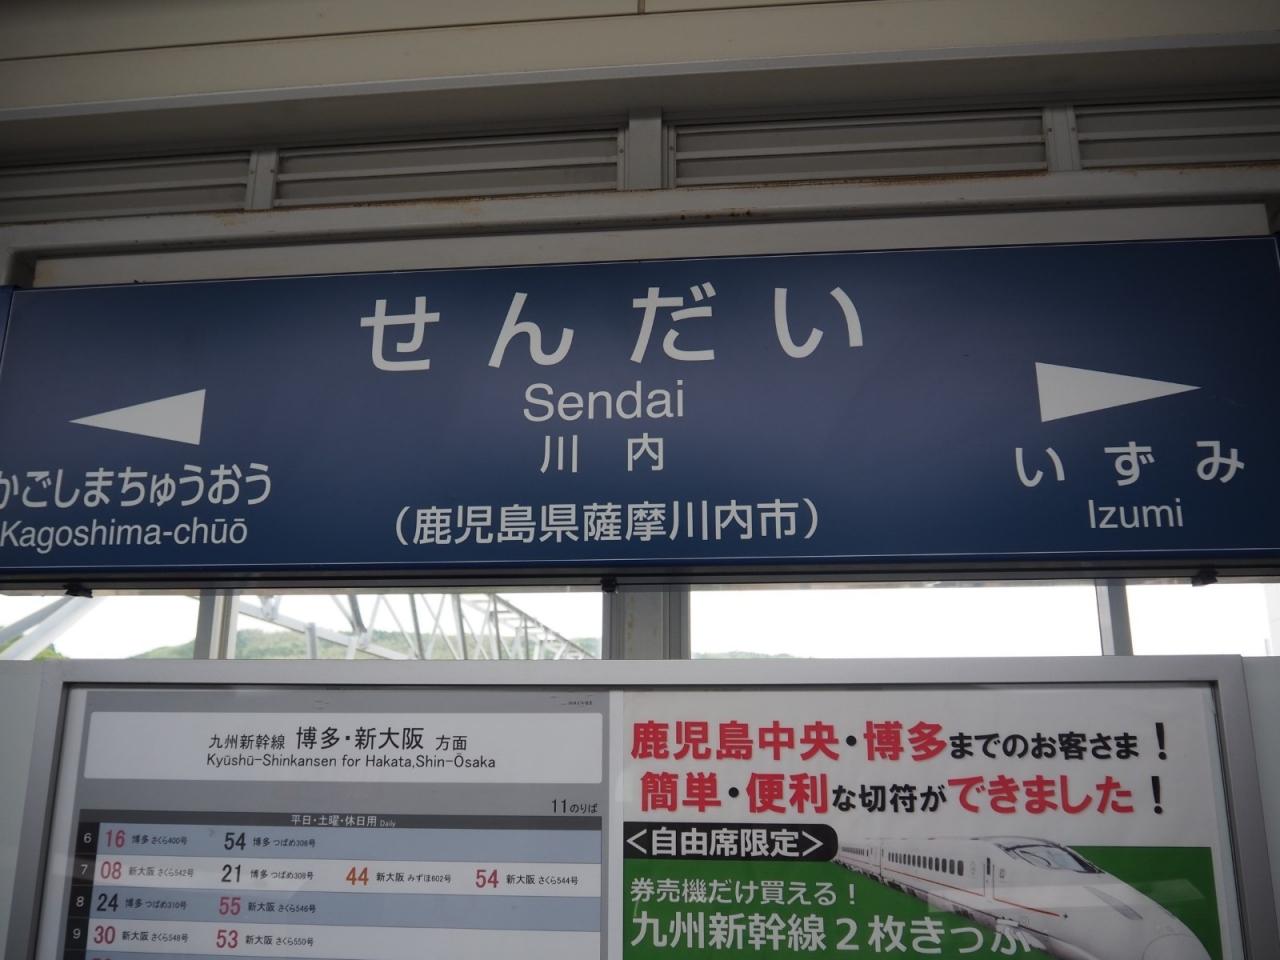 せんだい
Sendai
川内
(鹿児島県薩摩川内市)
かごしまちゅうおう
Kagoshima-chūō
いずみ
Izumi
九州新幹線 博多・新大阪 方面
Kyūshū-Shinkansen for Hakata,Shin-Ōsaka
11のりば
平日・土曜・休日用 Daily
6 16 博多 さくら400号 54 博多 つばめ306号
7 08 新大阪 さくら542号 21 博多 つばめ308号 44 新大阪 みずほ602号 54 新大阪 さくら544号
8 24 博多 つばめ310号 55 新大阪 さくら546号
9 30 新大阪 さくら548号 53 新大阪 さくら550号
鹿児島中央・博多までのお客さま！
簡単・便利な切符ができました！
<自由席限定>
券売機だけ買える！
九州新幹線2枚きっぷ